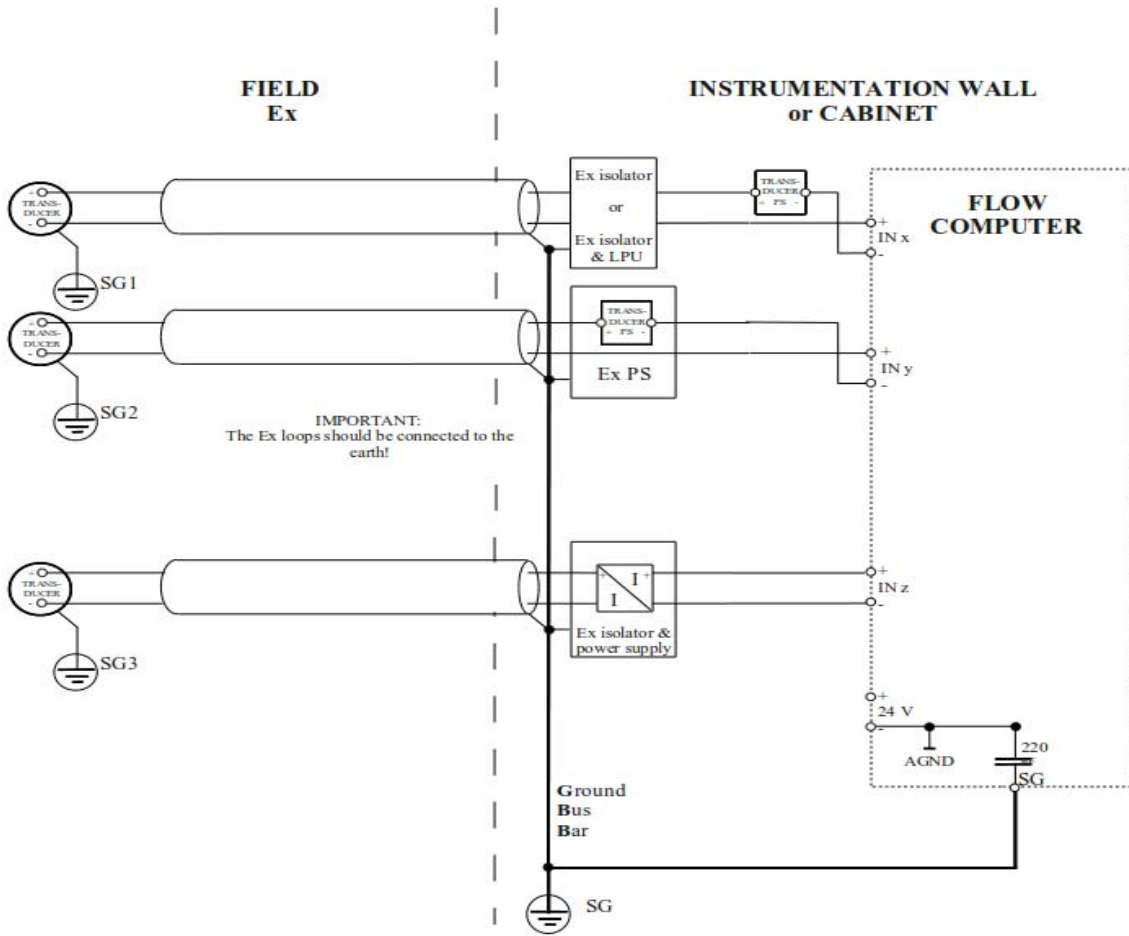 FIELD
Ex
INSTRUMENTATION WALL
or CABINET
+
TRANS-
DUCER
-
SG1
Ex isolator
or
Ex isolator
& LPU
TRANS-
DUCER
+ PS -
FLOW
COMPUTER
+
IN x
-
+
TRANS-
DUCER
-
SG2
TRANS-
DUCER
+ PS -
Ex PS
+
IN y
-
IMPORTANT:
The Ex loops should be connected to the
earth!
+
TRANS-
DUCER
-
SG3
+ I +
I
Ex isolator &
power supply
+
IN z
-
+
24 V
-
AGND
220
SG
Ground
Bus
Bar
SG